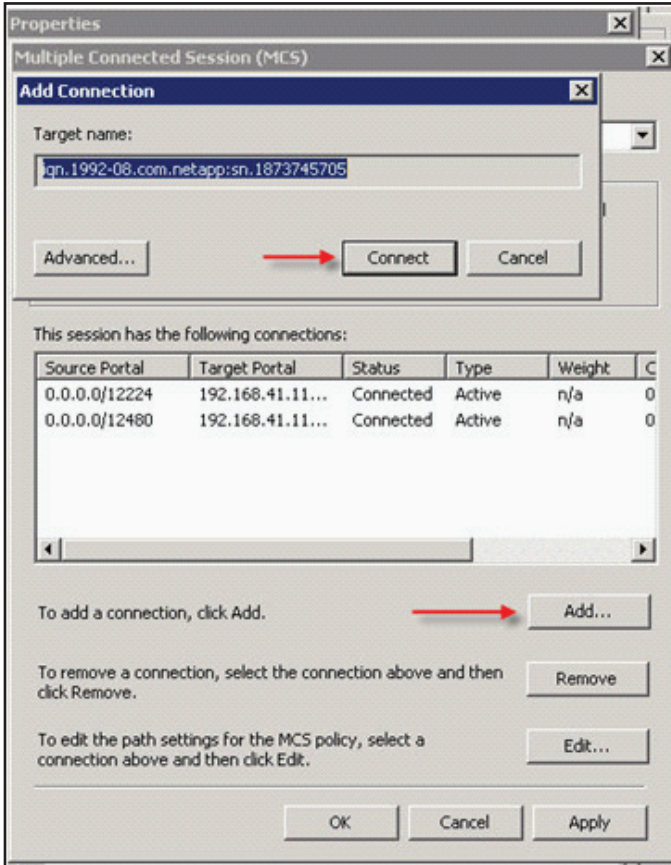 Properties
Multiple Connected Session (MCS)
Add Connection
Target name:
iqn.1992-08.com.netapp:sn.1873745705
Advanced... Connect Cancel
This session has the following connections:
Source Portal Target Portal Status Type Weight C
0.0.0.0/12224 192.168.41.11... Connected Active n/a 0
0.0.0.0/12480 192.168.41.11... Connected Active n/a 0
To add a connection, click Add. Add...
To remove a connection, select the connection above and then
click Remove.
Remove
To edit the path settings for the MCS policy, select a
connection above and then click Edit.
Edit...
OK Cancel Apply